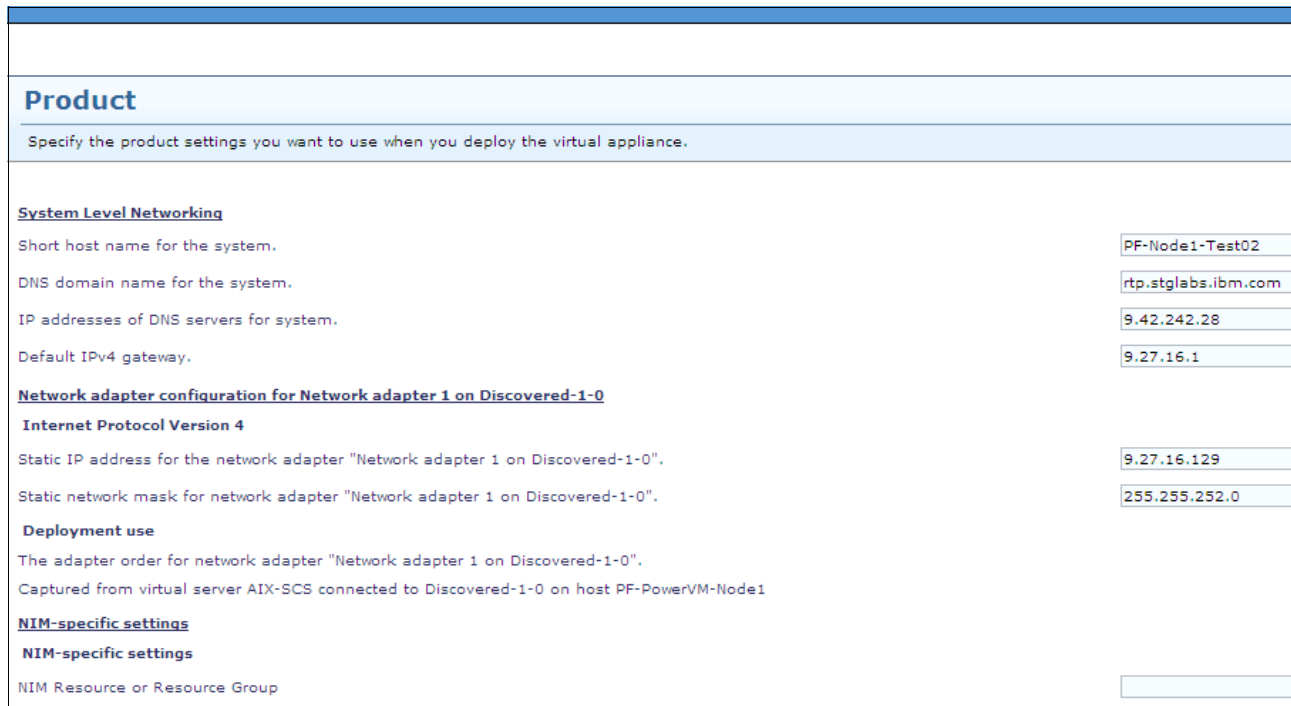 Product
Specify the product settings you want to use when you deploy the virtual appliance.
System Level Networking
Short host name for the system.
PF-Node1-Test02
DNS domain name for the system.
rtp.stglabs.ibm.com
IP addresses of DNS servers for system.
9.42.242.28
Default IPv4 gateway.
9.27.16.1
Network adapter configuration for Network adapter 1 on Discovered-1-0
Internet Protocol Version 4
Static IP address for the network adapter "Network adapter 1 on Discovered-1-0".
9.27.16.129
Static network mask for network adapter "Network adapter 1 on Discovered-1-0".
255.255.252.0
Deployment use
The adapter order for network adapter "Network adapter 1 on Discovered-1-0".
Captured from virtual server AIX-SCS connected to Discovered-1-0 on host PF-PowerVM-Node1
NIM-specific settings
NIM-specific settings
NIM Resource or Resource Group